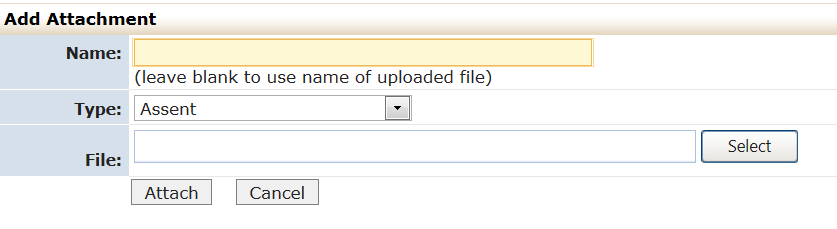 Add Attachment
Name:
(leave blank to use name of uploaded file)
Type: Assent
File: Select
Attach Cancel